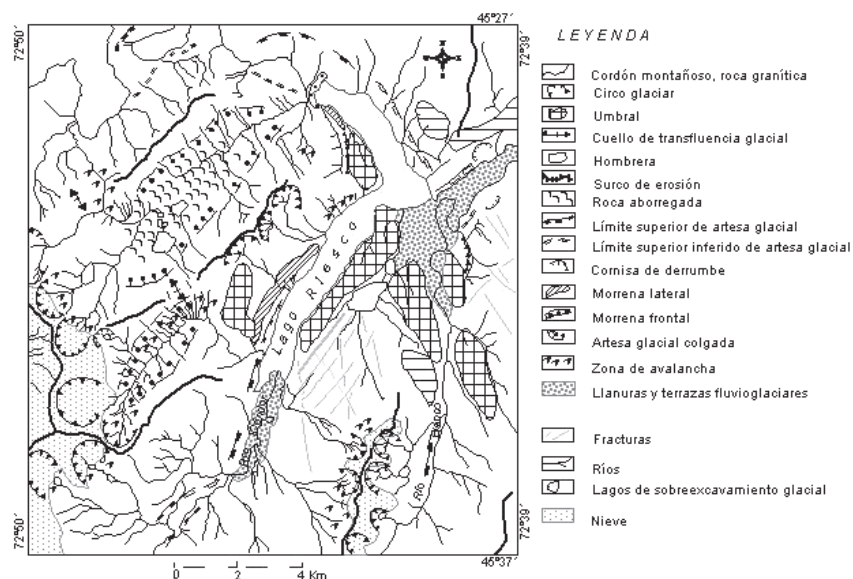 45°27´
72°50´
72°39´
LEYENDA
Cordón montañoso, roca granítica
Circo glaciar
Umbral
Cuello de transfluencia glacial
Hombrera
Surco de erosión
Roca aborregada
Límite superior de artesa glacial
Límite superior inferido de artesa glacial
Cornisa de derrumbe
Morrena lateral
Morrena frontal
Artesa glacial colgada
Zona de avalancha
Llanuras y terrazas fluvioglaciares
Fracturas
Ríos
Lagos de sobreexcavamiento glacial
Nieve
Lago Riesco
Río Blanco
72°50´
72°39´
45°37´
0 2 4 Km